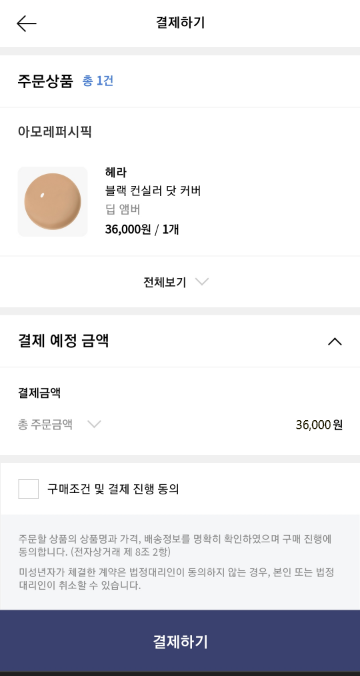 결제하기
주문상품 총 1건
아모레퍼시픽
헤라
블랙 컨실러 닷 커버
딥 앰버
36,000원 / 1개
전체보기
결제 예정 금액
결제금액
총 주문금액 36,000원
구매조건 및 결제 진행 동의
주문할 상품의 상품명과 가격, 배송정보를 명확히 확인하였으며 구매 진행에
동의합니다. (전자상거래 제 8조 2항)
미성년자가 체결한 계약은 법정대리인이 동의하지 않는 경우, 본인 또는 법정
대리인이 취소할 수 있습니다.
결제하기